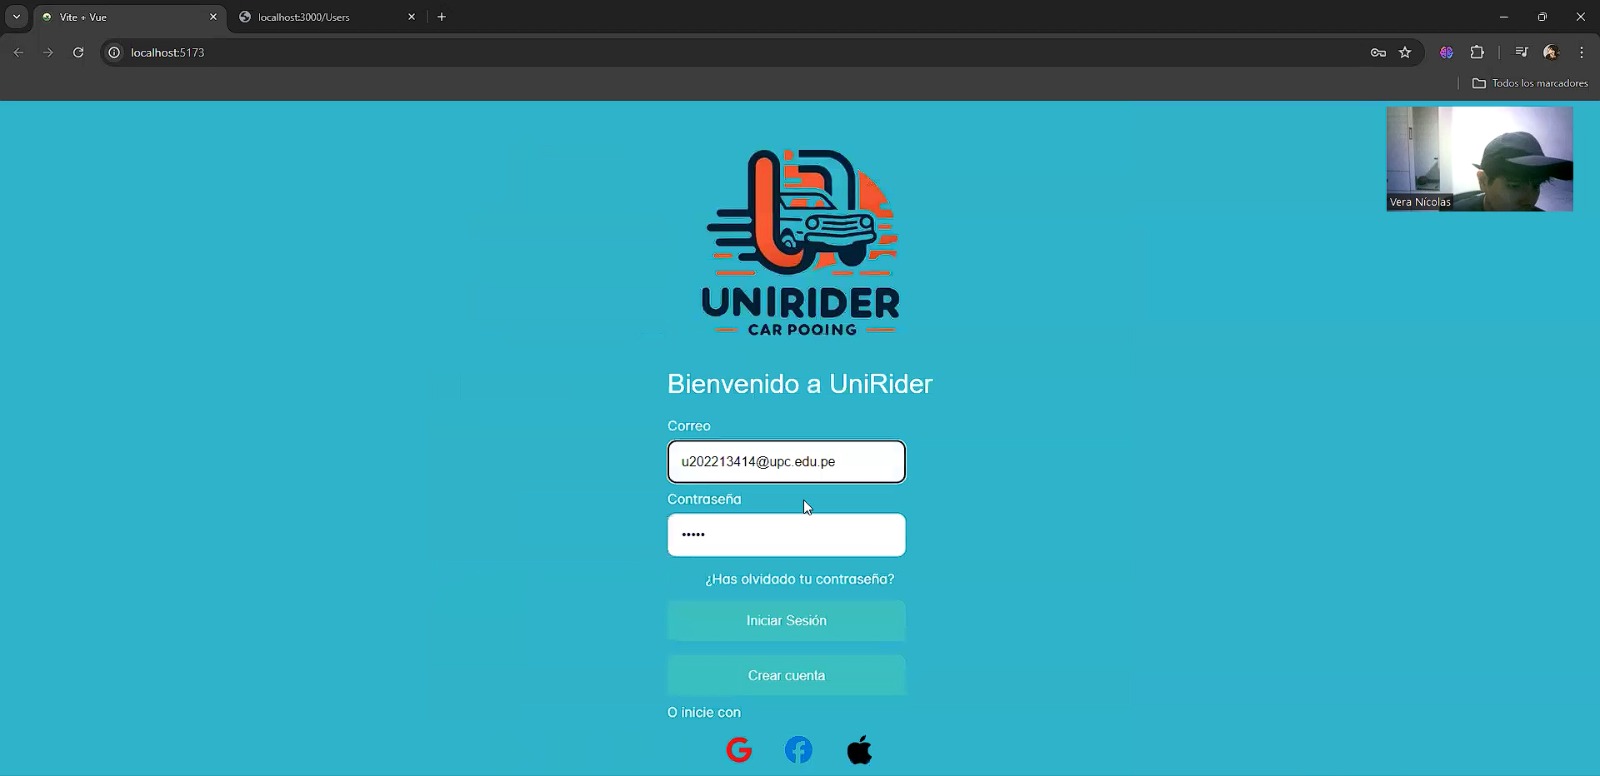 Vite + Vue
localhost:3000/Users
localhost:5173
Todos los marcadores
Vera Nícolas
UNIRIDER
CAR POOING
Bienvenido a UniRider
Correo
u202213414@upc.edu.pe
Contraseña
•••••
¿Has olvidado tu contraseña?
Iniciar Sesión
Crear cuenta
O inicie con